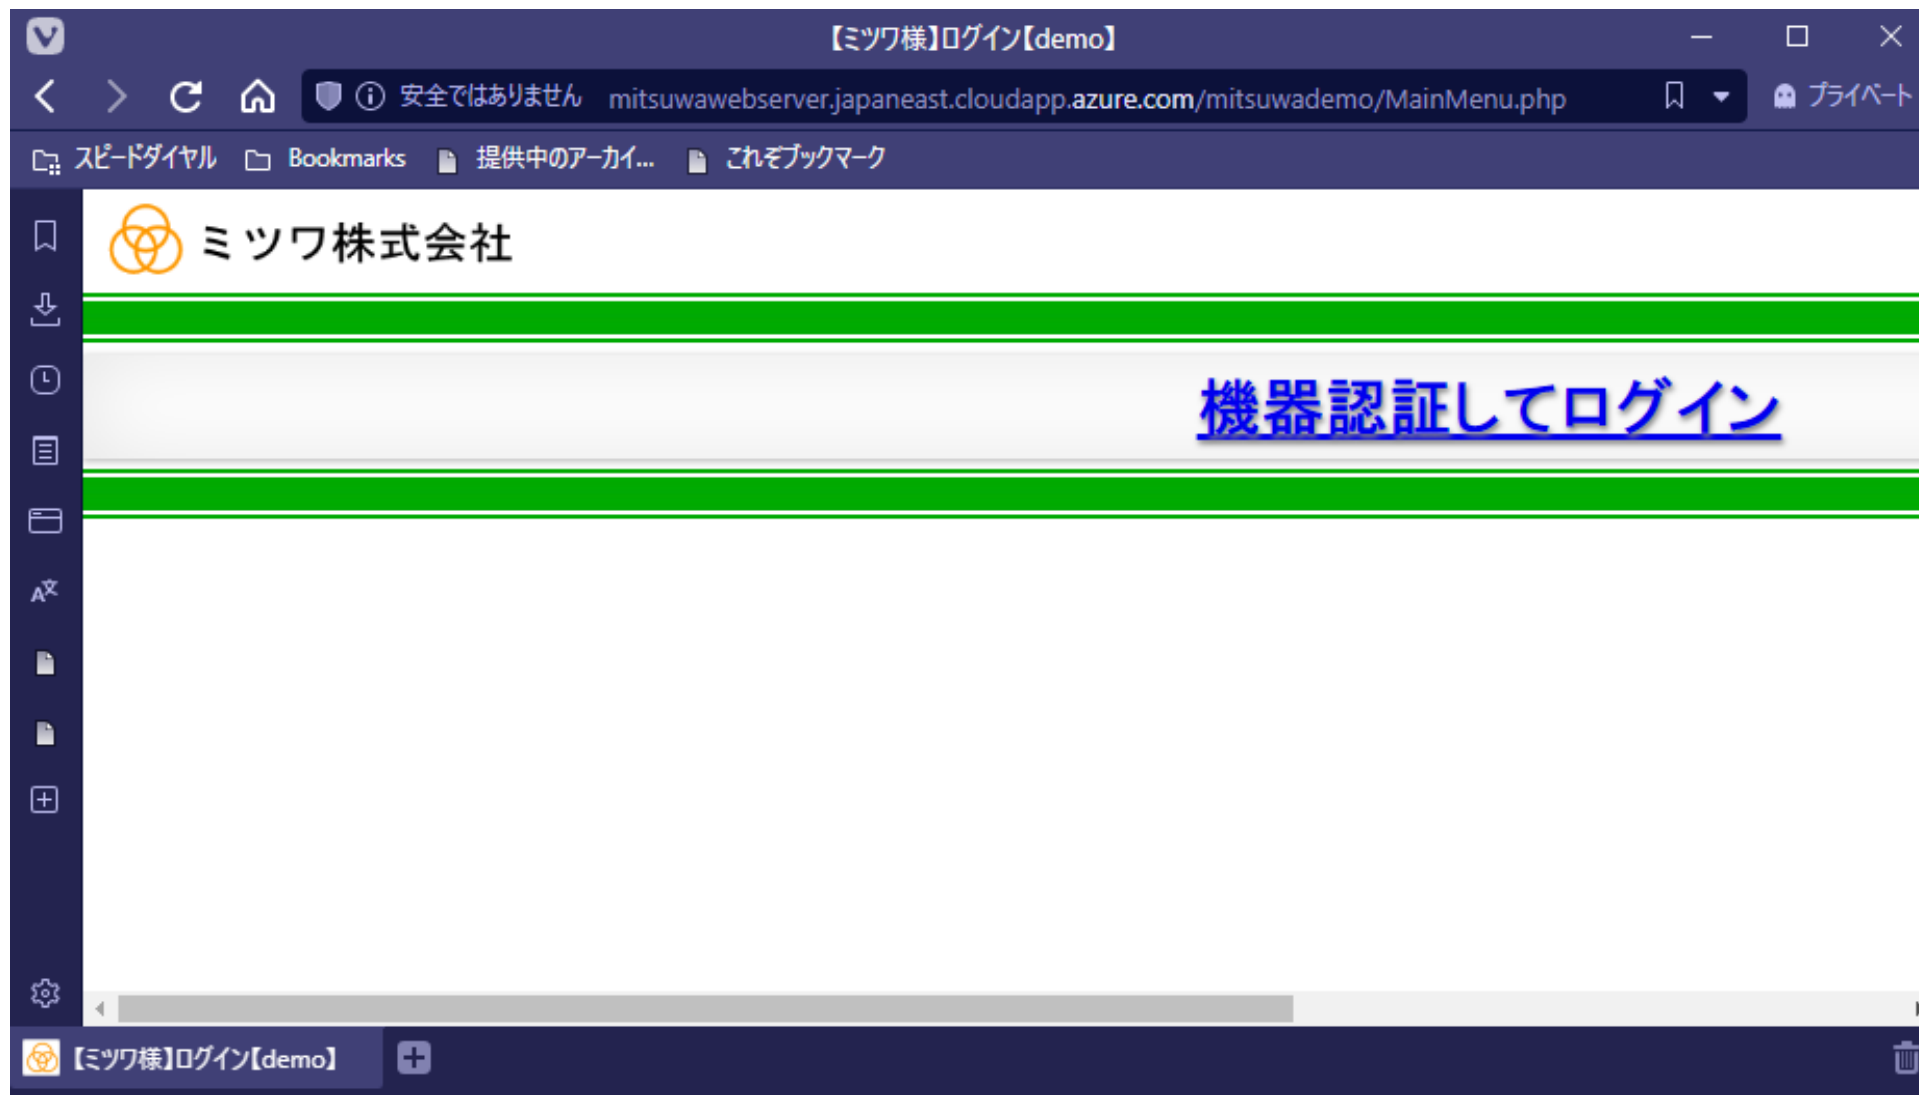 【ミツワ様】ログイン【demo】
安全ではありません mitsuwawebserver.japaneast.cloudapp.azure.com/mitsuwademo/MainMenu.php プライベート
スピードダイヤル Bookmarks 提供中のアーカイ... これぞブックマーク
ミツワ株式会社
機器認証してログイン
【ミツワ様】ログイン【demo】